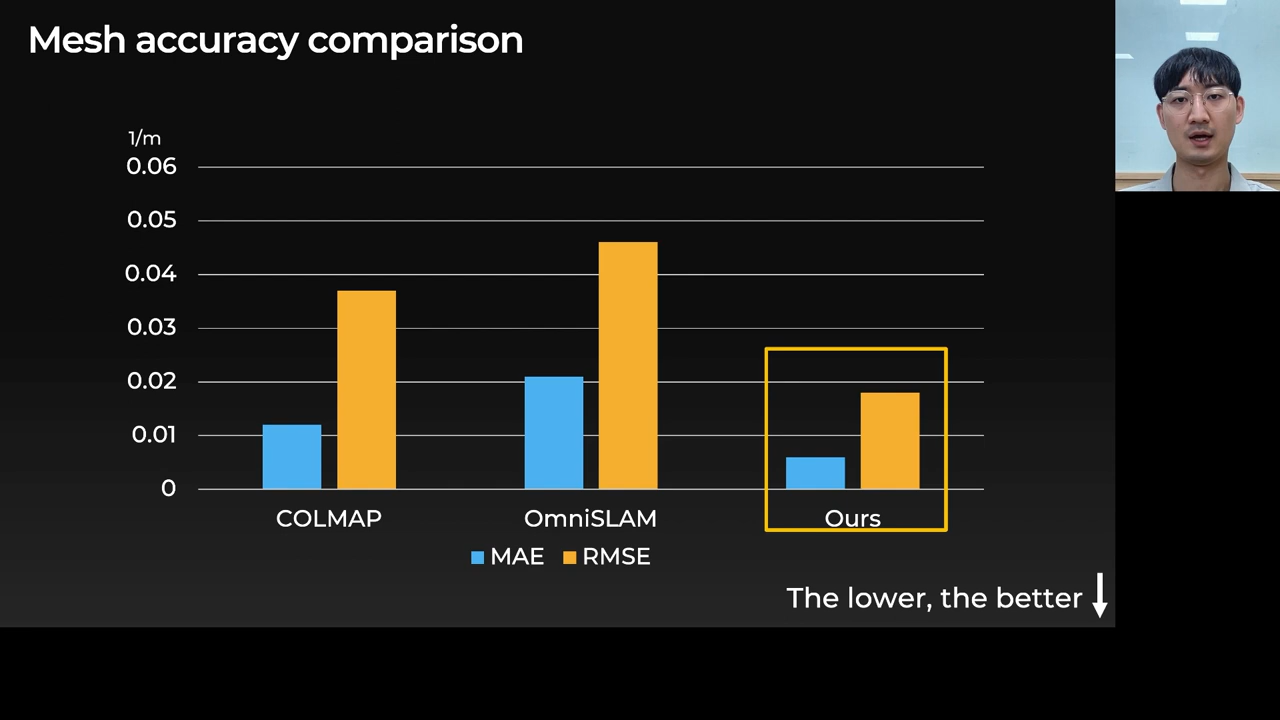 Mesh accuracy comparison
1/m
0.06
0.05
0.04
0.03
0.02
0.01
0
COLMAP OmniSLAM Ours
MAE RMSE
The lower, the better